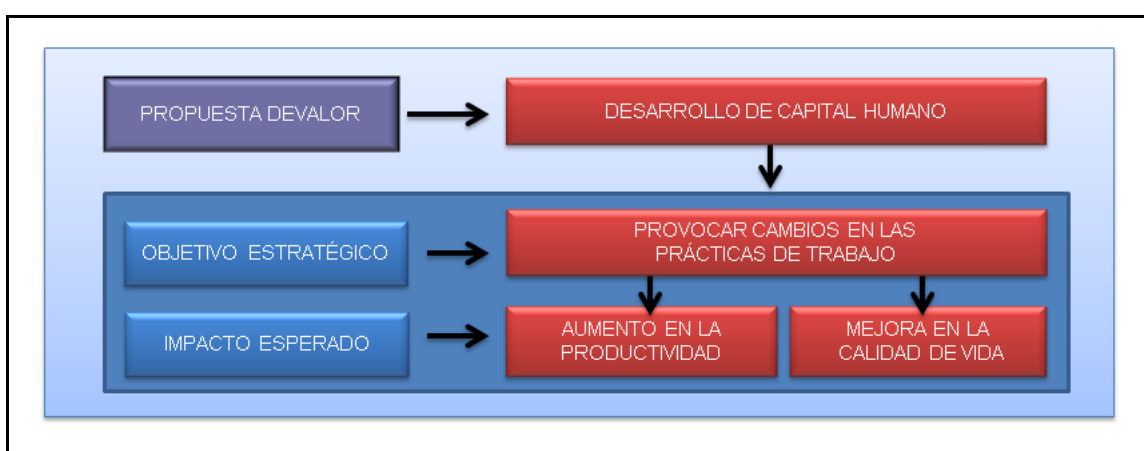 PROPUESTA DEVALOR
DESARROLLO DE CAPITAL HUMANO
OBJETIVO ESTRATÉGICO
PROVOCAR CAMBIOS EN LAS
PRÁCTICAS DE TRABAJO
IMPACTO ESPERADO
AUMENTO EN LA
PRODUCTIVIDAD
MEJORA EN LA
CALIDAD DE VIDA